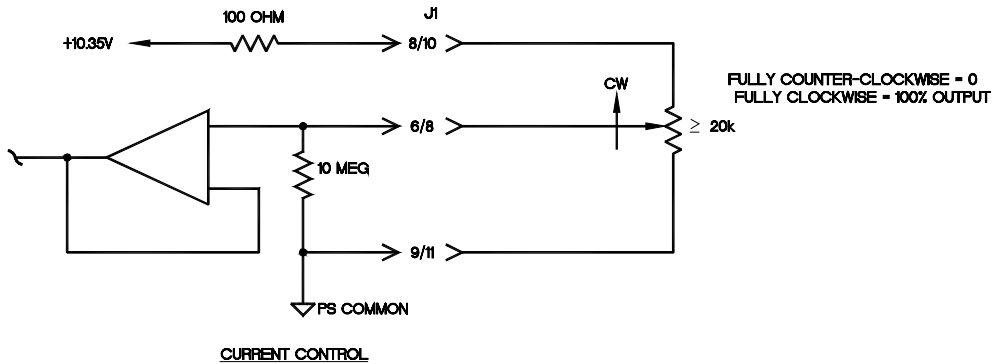 100 OHM
J1
+10.35V
8/10
CW
FULLY COUNTER-CLOCKWISE = 0
FULLY CLOCKWISE = 100% OUTPUT
6/8
≥ 20k
10 MEG
9/11
PS COMMON
CURRENT CONTROL